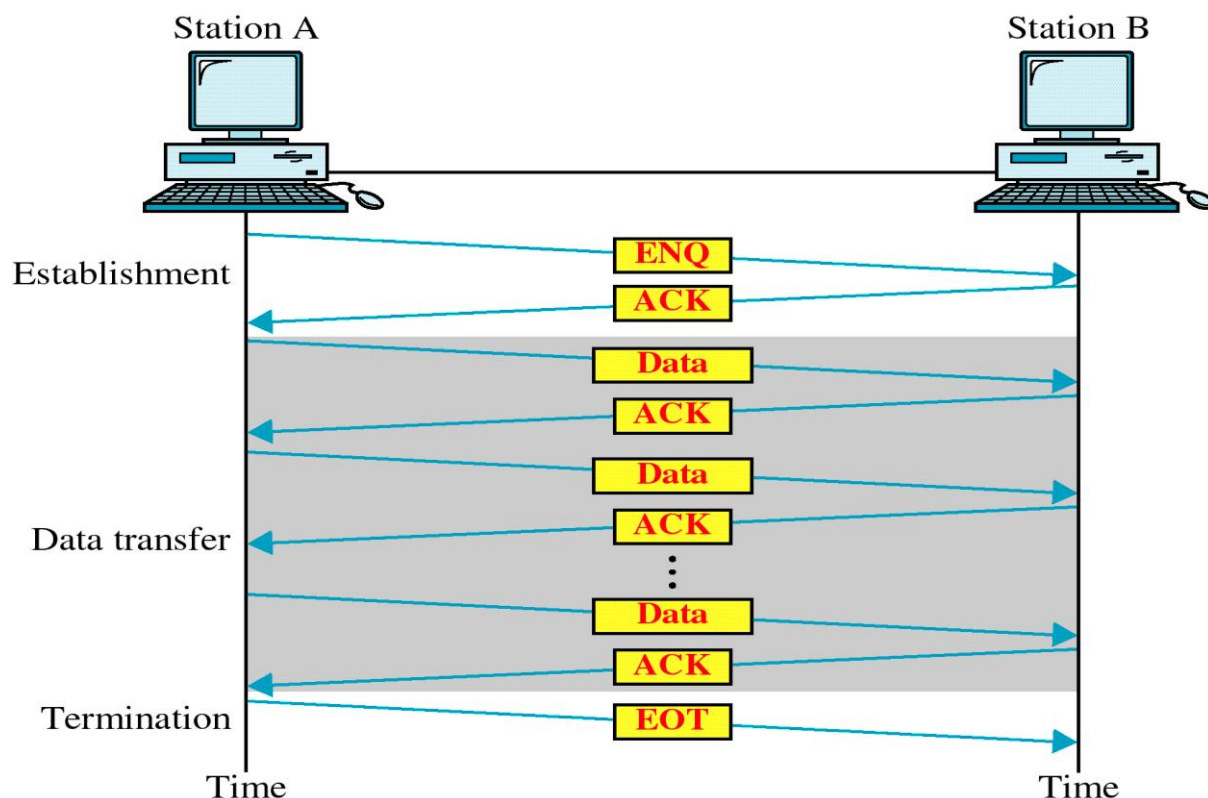 Station A
Station B
Establishment
ENQ
ACK
Data
ACK
Data
Data transfer
ACK
Data
ACK
Termination
EOT
Time
Time